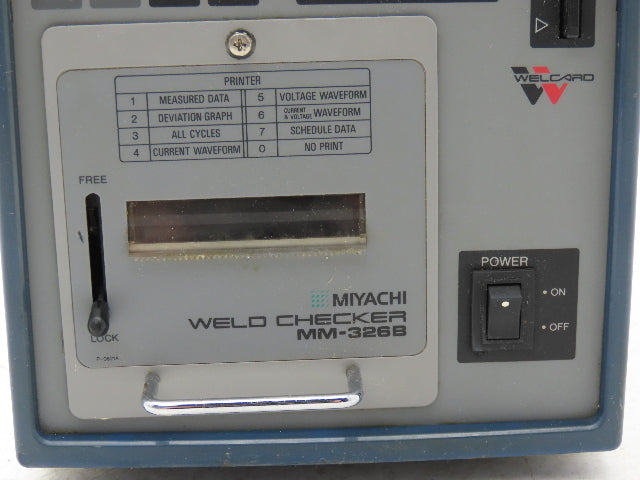 WELCARD
PRINTER
1 MEASURED DATA 5 VOLTAGE WAVEFORM
2 DEVIATION GRAPH 6 CURRENT & VOLTAGE WAVEFORM
3 ALL CYCLES 7 SCHEDULE DATA
4 CURRENT WAVEFORM 0 NO PRINT
FREE
LOCK
MIYACHI
WELD CHECKER
MM-326B
POWER
ON
OFF